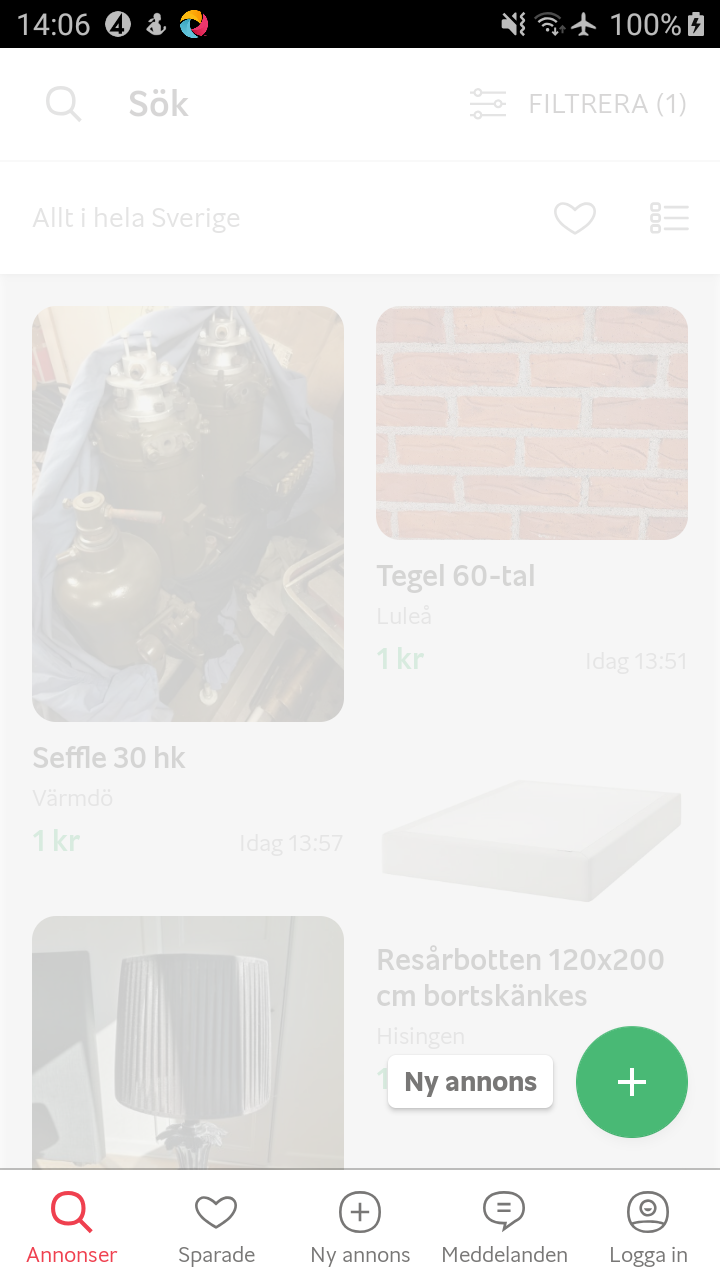 14:06
100%
Sök
FILTRERA (1)
Allt i hela Sverige
Seffle 30 hk
Värmdö
1 kr
Idag 13:57
Tegel 60-tal
Luleå
1 kr
Idag 13:51
Resårbotten 120x200
cm bortskänkes
Hisingen
1
Ny annons
Annonser
Sparade
Ny annons
Meddelanden
Logga in